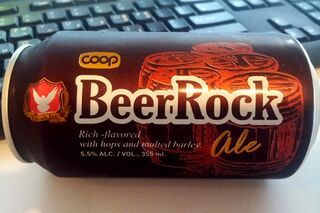 coop
BeerRock
Ale
Rich -flavored
with hops and malted barley.
5.5% ALC. / VOL., 355 ml.